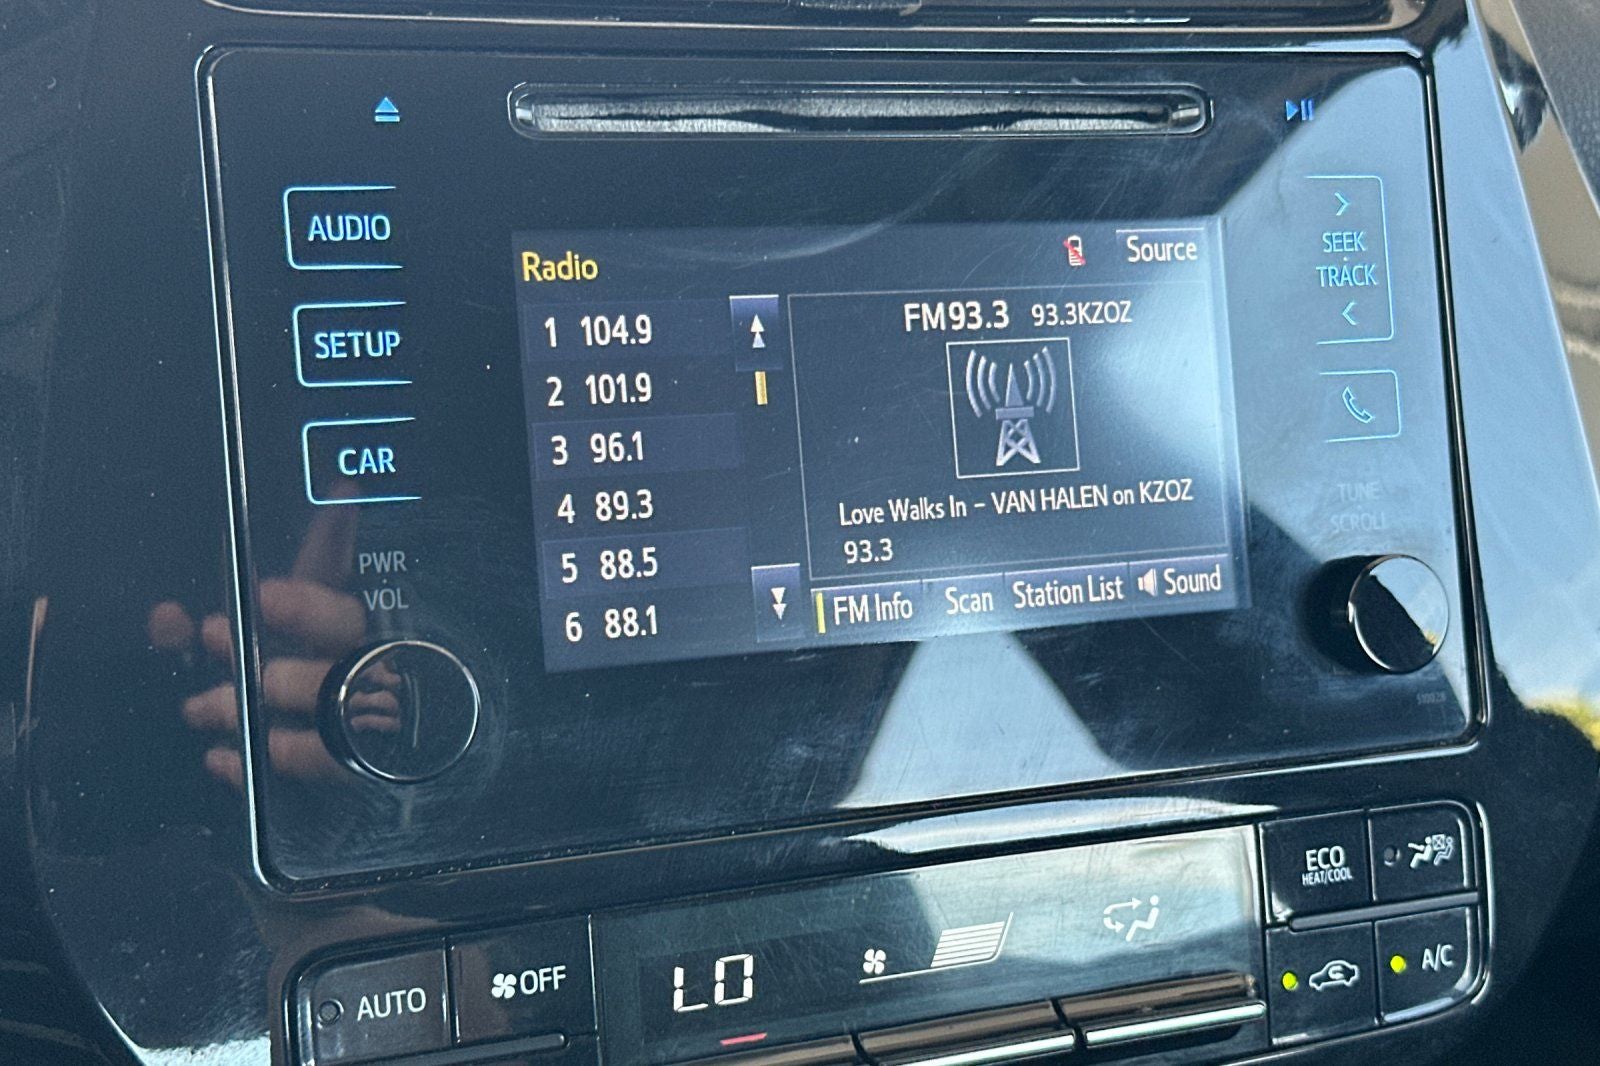 AUDIO
SETUP
CAR
PWR
VOL
Radio
Source
1 104.9
2 101.9
3 96.1
4 89.3
5 88.5
6 88.1
FM93.3 93.3KZOZ
Love Walks In - VAN HALEN on KZOZ
93.3
FM Info
Scan
Station List
Sound
SEEK
TRACK
TUNE
SCROLL
AUTO
OFF
LO
ECO
HEAT/COOL
A/C